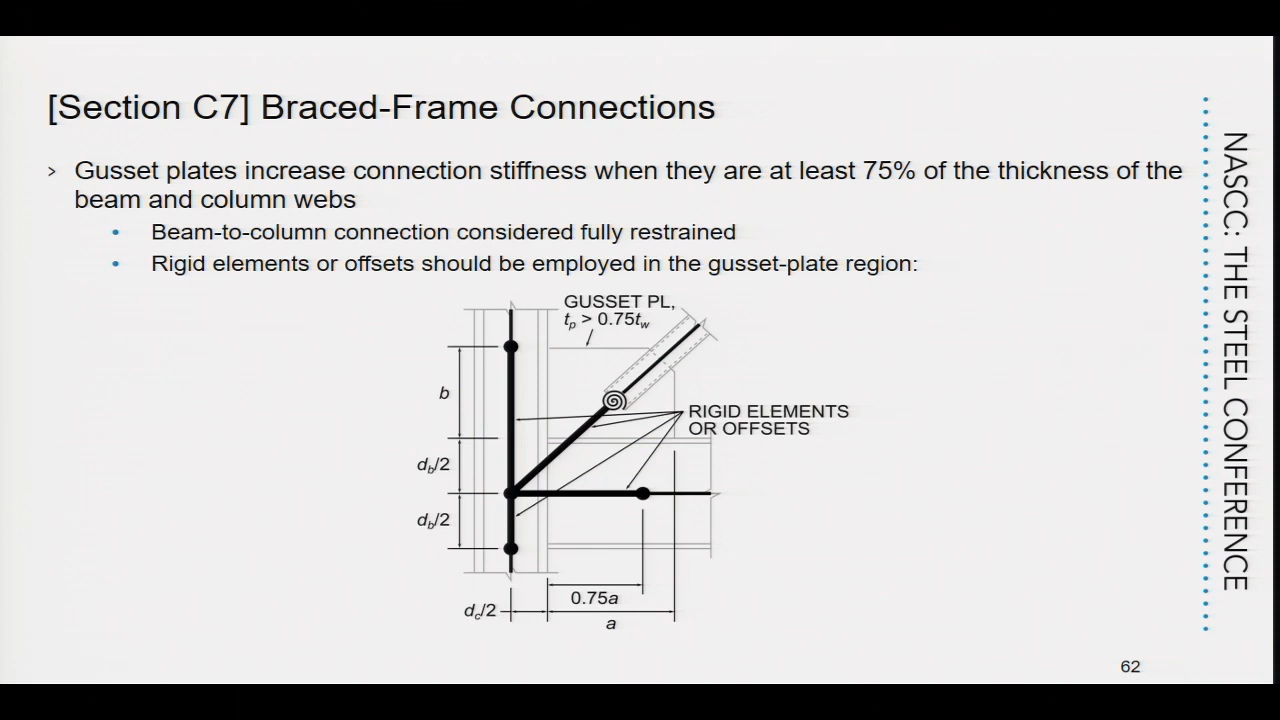 [Section C7] Braced-Frame Connections
> Gusset plates increase connection stiffness when they are at least 75% of the thickness of the
beam and column webs
• Beam-to-column connection considered fully restrained
• Rigid elements or offsets should be employed in the gusset-plate region:
GUSSET PL,
tp > 0.75tw
b
RIGID ELEMENTS
OR OFFSETS
db/2
db/2
0.75a
dc/2
a
62
NASCC: THE STEEL CONFERENCE